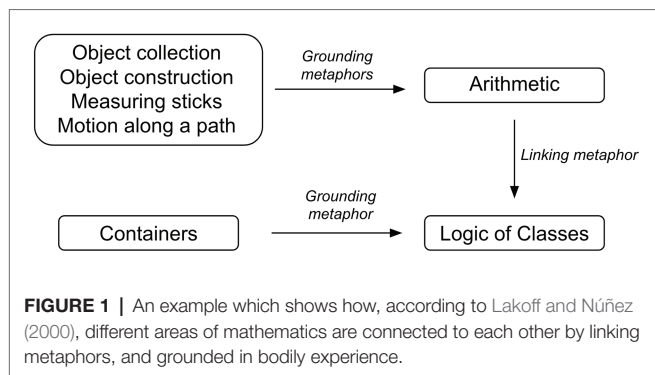 Object collection
Object construction
Measuring sticks
Motion along a path
Grounding
metaphors
Arithmetic
Linking metaphor
Containers
Grounding
metaphor
Logic of Classes
FIGURE 1 | An example which shows how, according to Lakoff and Núñez
(2000), different areas of mathematics are connected to each other by linking
metaphors, and grounded in bodily experience.